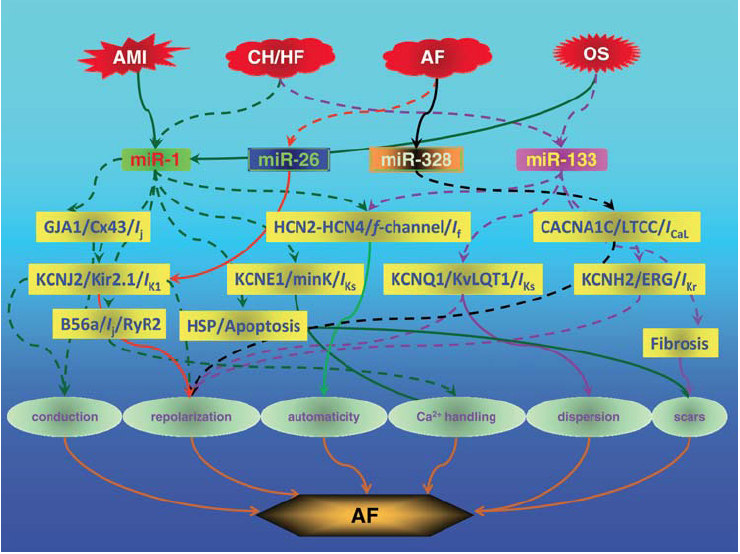 AMI
CH/HF
AF
OS
miR-1
miR-26
miR-328
miR-133
GJA1/Cx43/Ij
HCN2-HCN4/f-channel/If
CACNA1C/LTCC/ICaL
KCNJ2/Kir2.1/IK1
KCNE1/minK/IKs
KCNQ1/KvLQT1/IKs
KCNH2/ERG/IKr
B56a/Ij/RyR2
HSP/Apoptosis
Fibrosis
conduction
repolarization
automaticity
Ca2+ handling
dispersion
scars
AF